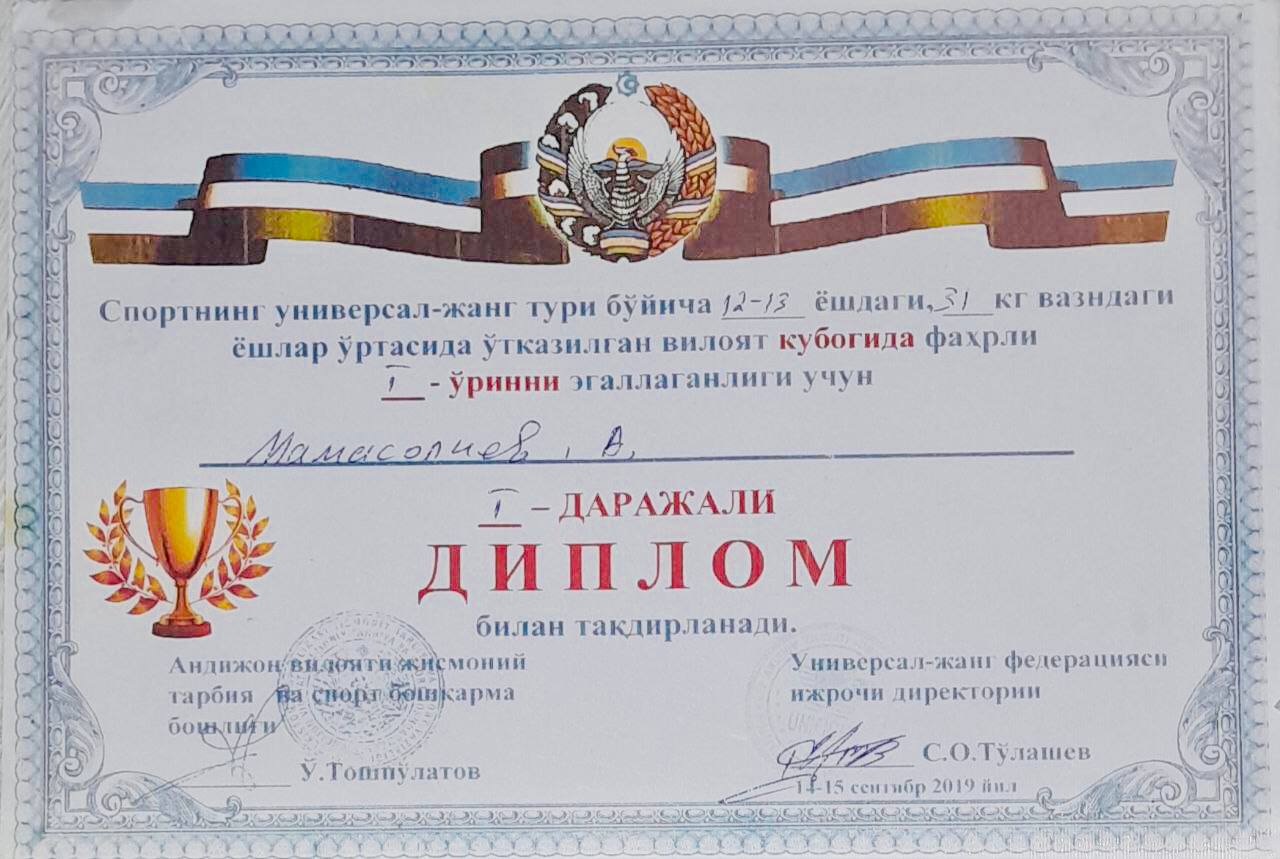 Спортнинг универсал-жанг тури бўйича 12-13 ёшдаги, 31 кг вазндаги
ёшлар ўртасида ўтказилган вилоят кубогида фахрли
I - ўринни эгаллаганлиги учун
Мамасолиев, А.
I – ДАРАЖАЛИ
ДИПЛОМ
билан тақдирланади.
Андижон вилояти жисмоний
тарбия ва спорт бошқарма
бошлиғи
Ў.Тошпўлатов
Универсал-жанг федерацияси
ижрочи директории
С.О.Тўлашев
14-15 сентябр 2019 йил